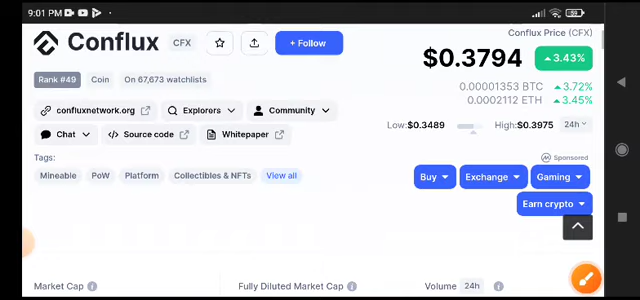 9:01 PM
59
Conflux CFX + Follow
Conflux Price (CFX)
$0.3794 3.43%
Rank #49 Coin On 67,673 watchlists
0.00001353 BTC 3.72%
0.0002112 ETH 3.45%
confluxnetwork.org Explorers Community
Low:$0.3489 High:$0.3975 24h
Chat Source code Whitepaper
Sponsored
Tags:
Mineable PoW Platform Collectibles & NFTs View all
Buy Exchange Gaming
Earn crypto
Market Cap Fully Diluted Market Cap Volume 24h